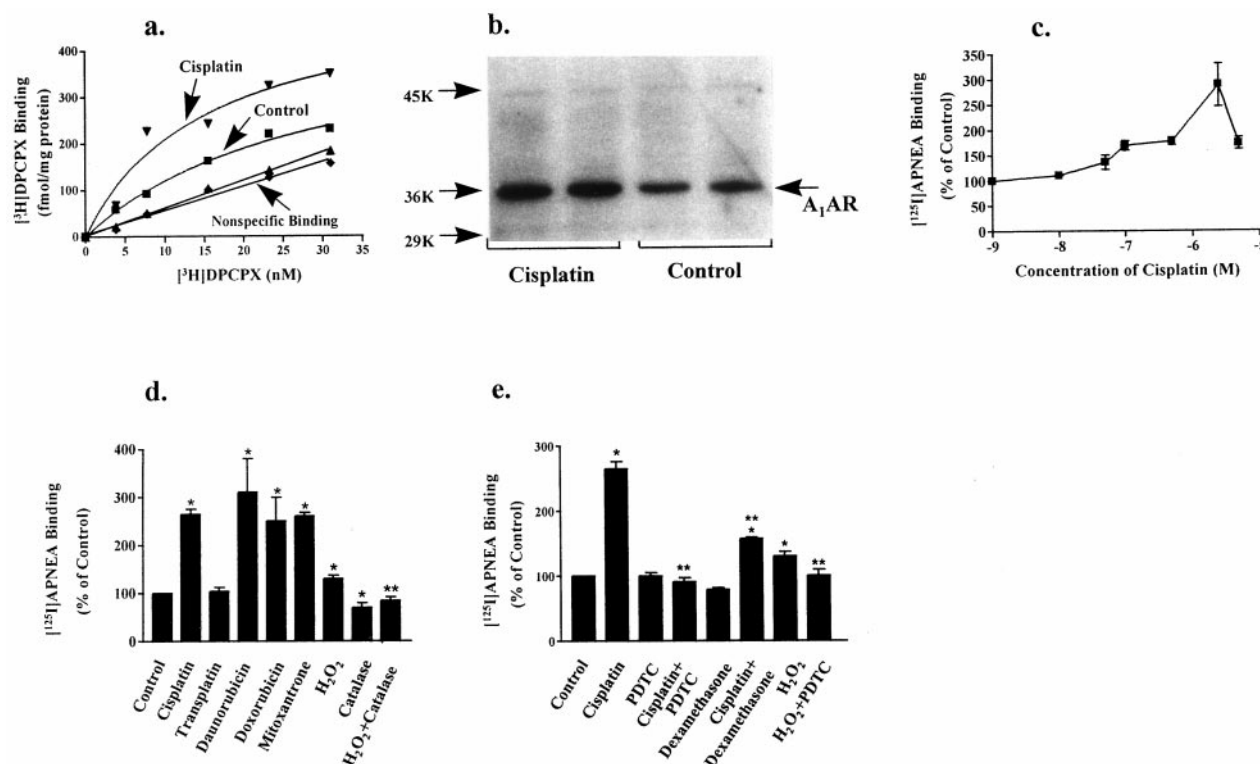 a.
[³H]DPCPX Binding
(fmol/mg protein)
400
300
200
100
0
Cisplatin
Control
Nonspecific Binding
0 5 10 15 20 25 30 35
[³H]DPCPX (nM)
b.
45K
36K
29K
A₁AR
Cisplatin Control
c.
[¹²⁵I]APNEA Binding
(% of Control)
350
300
250
200
150
100
50
0
-9 -8 -7 -6
Concentration of Cisplatin (M)
d.
[¹²⁵I]APNEA Binding
(% of Control)
400
300
200
100
0
* * * * * * **
Control
Cisplatin
Transplatin
Daunorubicin
Doxorubicin
Mitoxantrone
H₂O₂
Catalase
H₂O₂+Catalase
e.
[¹²⁵I]APNEA Binding
(% of Control)
300
200
100
0
* ** ** * * **
Control
Cisplatin
PDTC
Cisplatin+
PDTC
Dexamethasone
Cisplatin+
Dexamethasone
H₂O₂
H₂O₂+PDTC